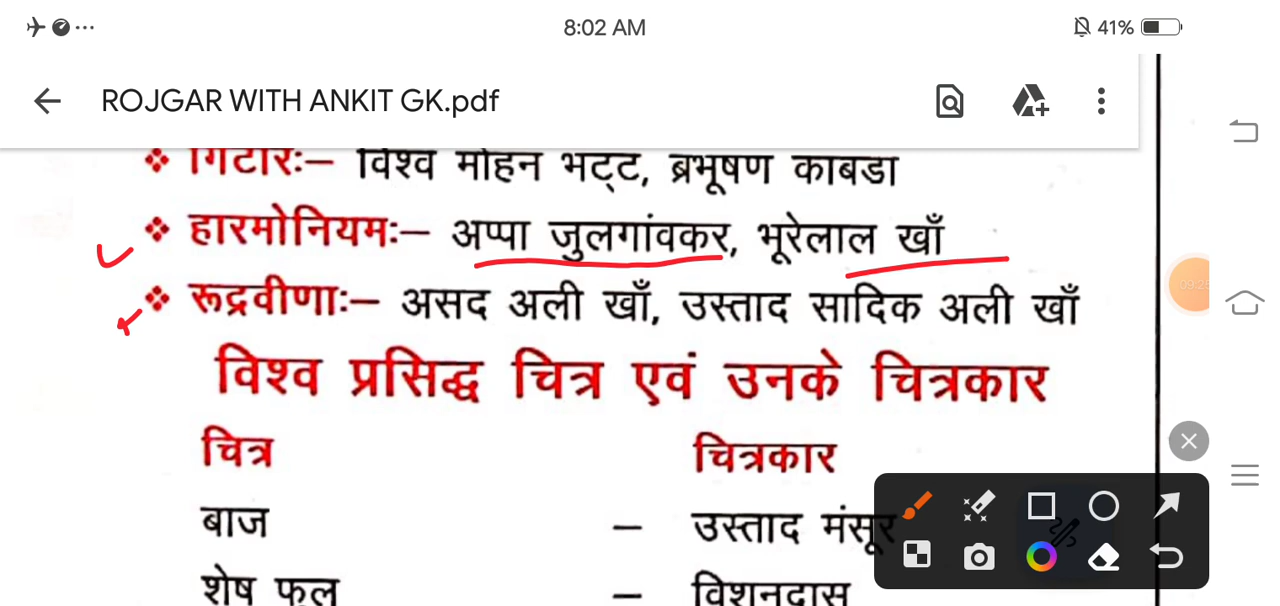 8:02 AM
41%
ROJGAR WITH ANKIT GK.pdf
❖ गिटारः– विश्व मोहन भट्ट, ब्रभूषण काबडा
❖ हारमोनियमः– अप्पा जुलगांवकर, भूरेलाल खाँ
❖ रूद्रवीणाः– असद अली खाँ, उस्ताद सादिक अली खाँ
विश्व प्रसिद्ध चित्र एवं उनके चित्रकार
चित्र चित्रकार
बाज – उस्ताद मंसूर
शेष फूल – विशनदास